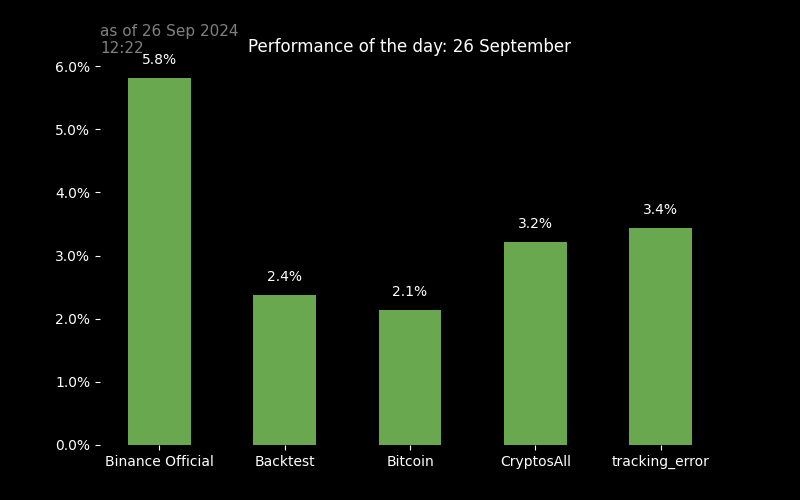 as of 26 Sep 2024
12:22
Performance of the day: 26 September
6.0%
5.0%
4.0%
3.0%
2.0%
1.0%
0.0%
5.8%
2.4%
2.1%
3.2%
3.4%
Binance Official
Backtest
Bitcoin
CryptosAll
tracking_error